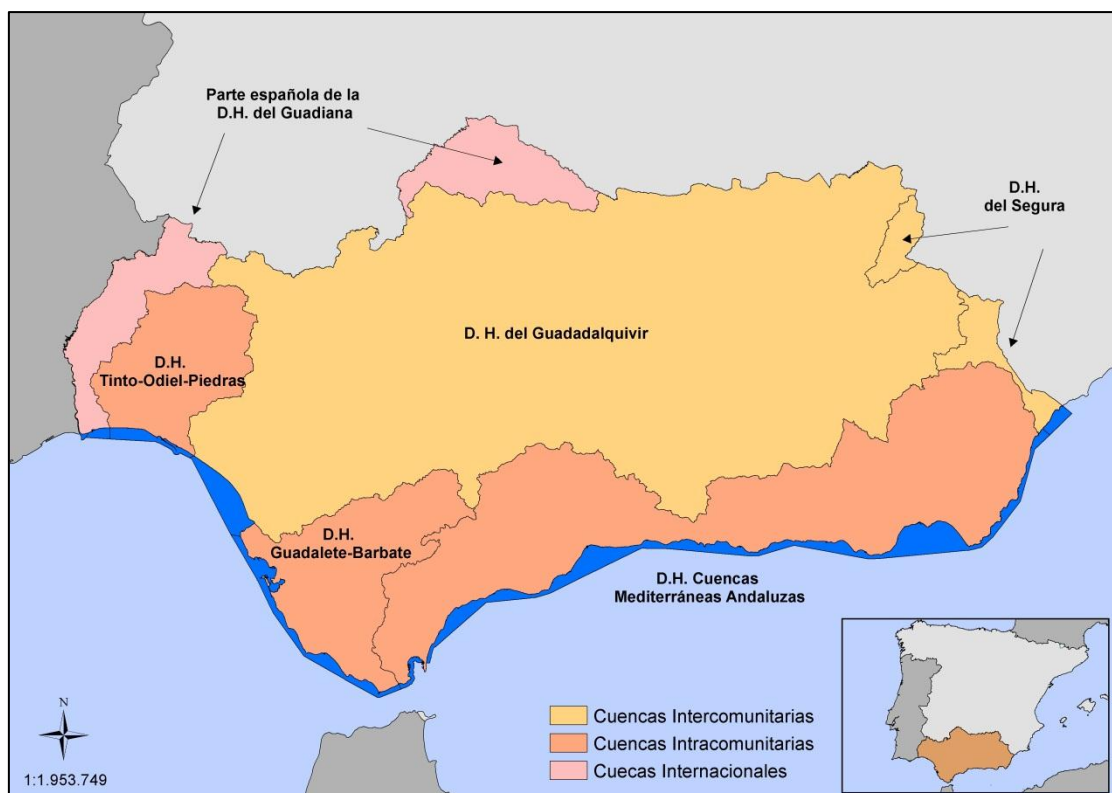 Parte española de la
D.H. del Guadiana
D.H.
del Segura
D. H. del Guadadalquivir
D.H.
Tinto-Odiel-Piedras
D.H.
Guadalete-Barbate
D.H. Cuencas
Mediterráneas Andaluzas
N
1:1.953.749
Cuencas Intercomunitarias
Cuencas Intracomunitarias
Cuecas Internacionales